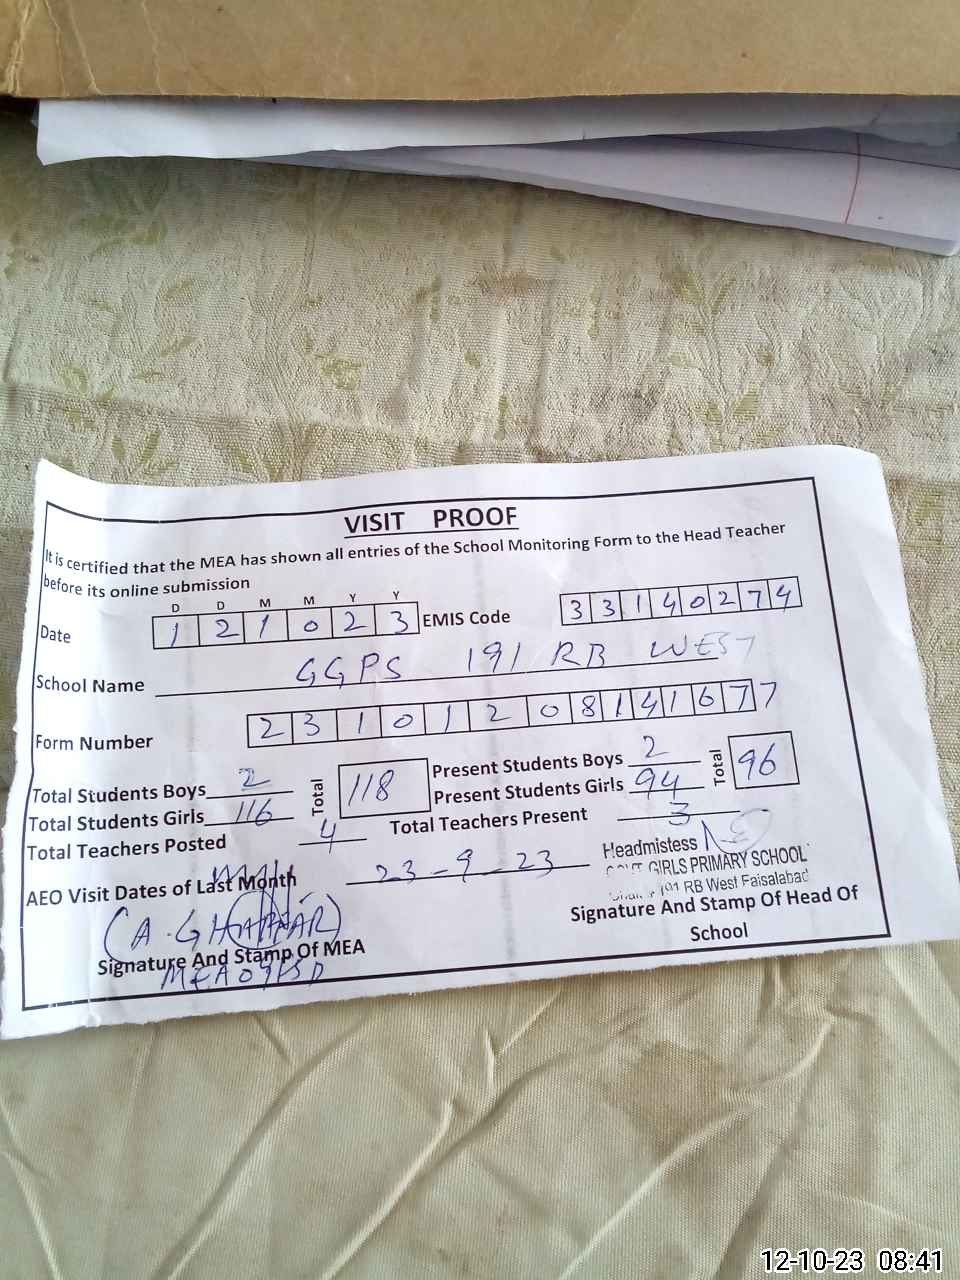 VISIT PROOF
It is certified that the MEA has shown all entries of the School Monitoring Form to the Head Teacher
before its online submission
D D M M Y Y
Date 1 2 1 0 2 3 EMIS Code 3 3 1 4 0 2 7 4
School Name GGPS 191 RB WEST
Form Number 2 3 1 0 1 2 0 8 1 4 1 6 7 7
Total Students Boys 2 Total 118 Present Students Boys 2 Total 96
Total Students Girls 116 Present Students Girls 94
Total Teachers Posted 4 Total Teachers Present 3
AEO Visit Dates of Last Month 23-9-23
Headmistess
GIRLS PRIMARY SCHOOL
191 RB West Faisalabad
(A.GHAFFAR)
Signature And Stamp Of MEA
MEA
Signature And Stamp Of Head Of
School
12-10-23 08:41